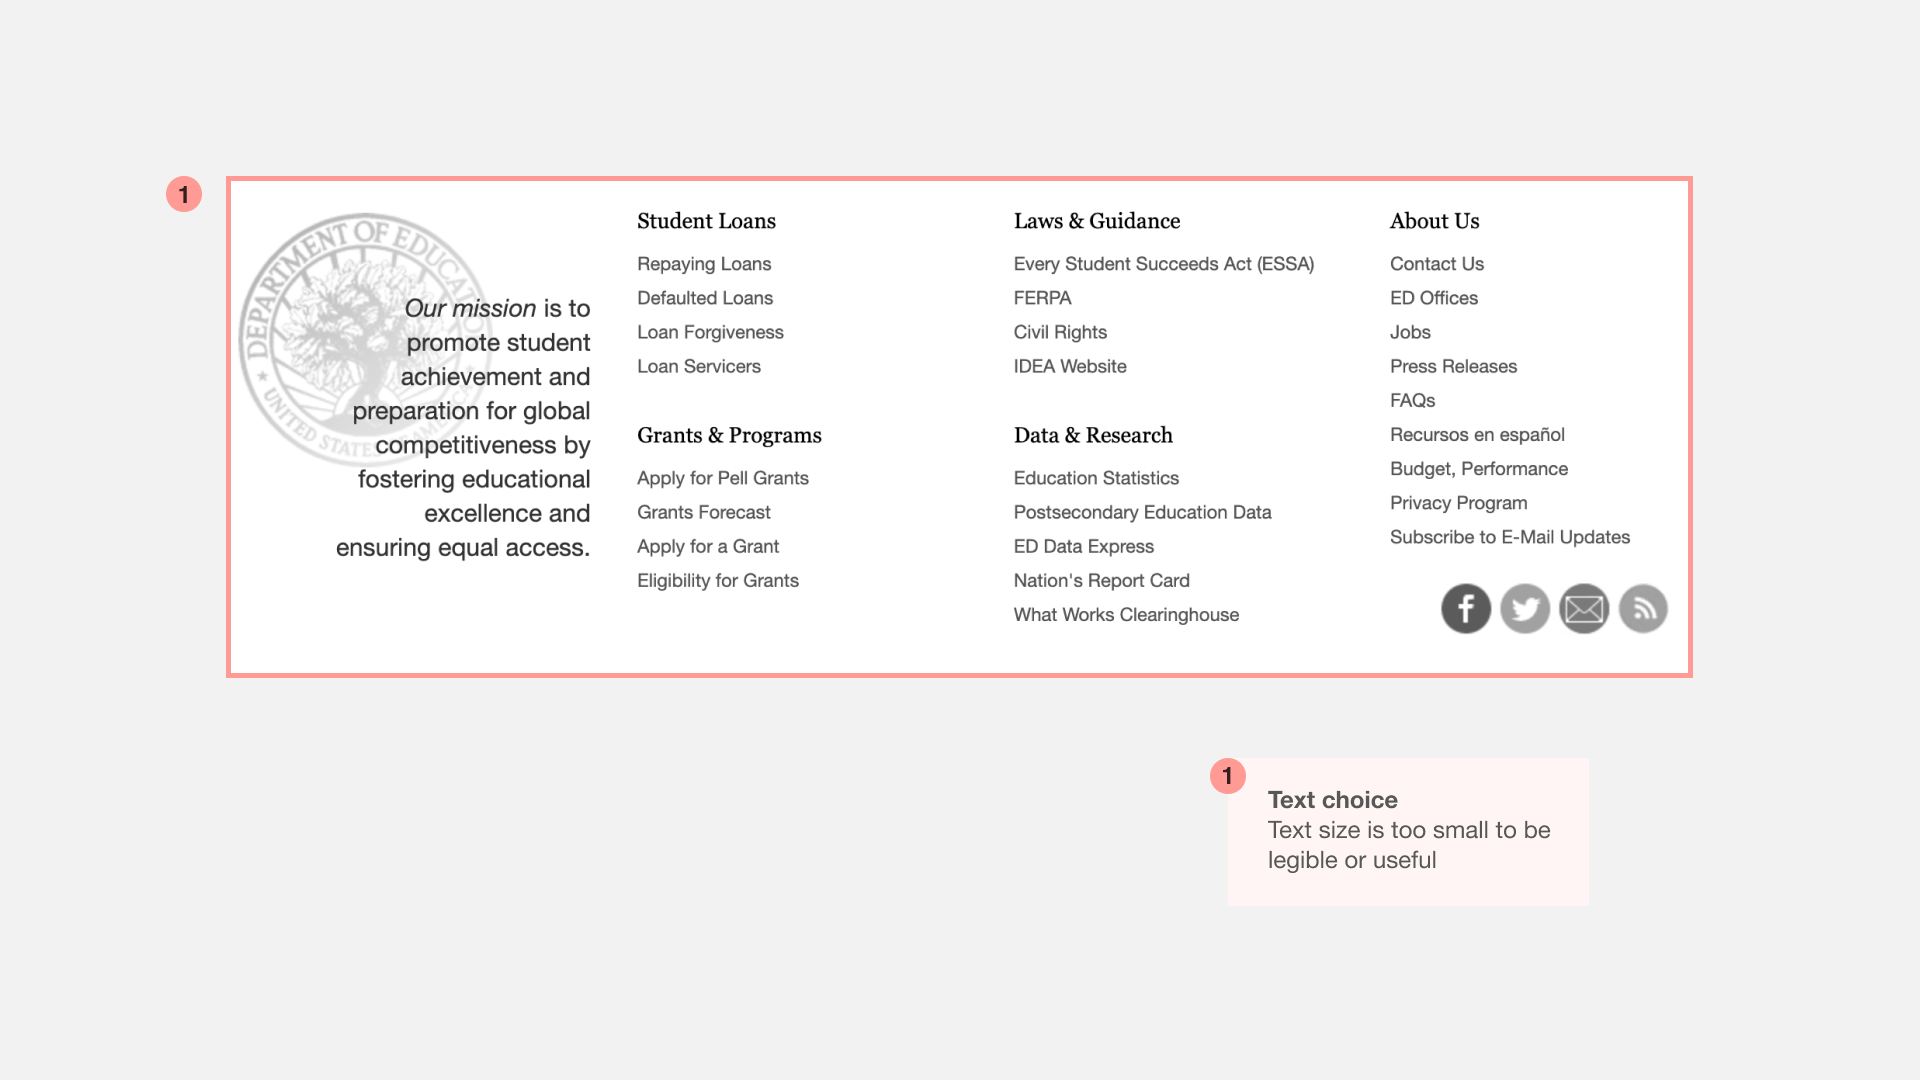 1
DEPARTMENT OF EDUCATIO
UNITED STATES
AMERICA
Our mission is to
promote student
achievement and
preparation for global
competitiveness by
fostering educational
excellence and
ensuring equal access.
Student Loans
Repaying Loans
Defaulted Loans
Loan Forgiveness
Loan Servicers
Grants & Programs
Apply for Pell Grants
Grants Forecast
Apply for a Grant
Eligibility for Grants
Laws & Guidance
Every Student Succeeds Act (ESSA)
FERPA
Civil Rights
IDEA Website
Data & Research
Education Statistics
Postsecondary Education Data
ED Data Express
Nation's Report Card
What Works Clearinghouse
About Us
Contact Us
ED Offices
Jobs
Press Releases
FAQs
Recursos en español
Budget, Performance
Privacy Program
Subscribe to E-Mail Updates
1
Text choice
Text size is too small to be
legible or useful